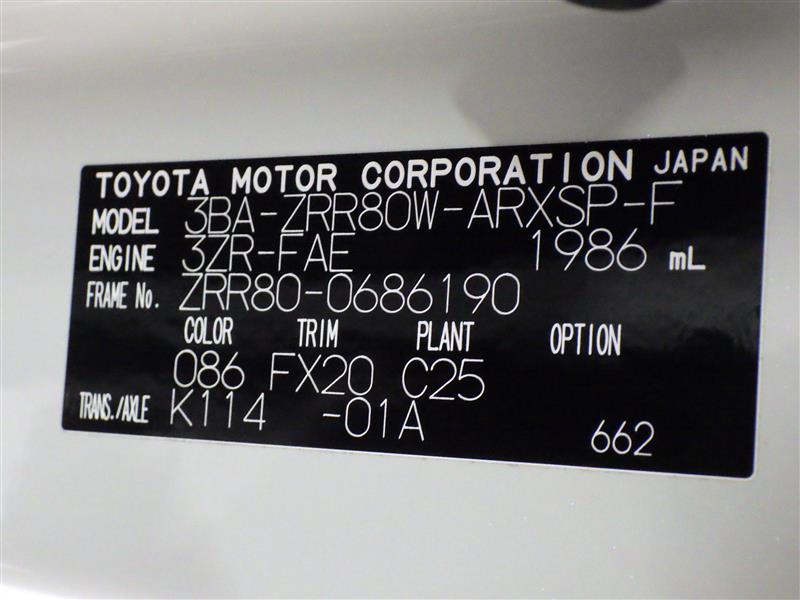 TOYOTA MOTOR CORPORATION JAPAN
MODEL 3BA-ZRR80W-ARXSP-F
ENGINE 3ZR-FAE 1986 mL
FRAME No. ZRR80-0686190
COLOR TRIM PLANT OPTION
086 FX20 C25
TRANS./AXLE K114 -01A
662